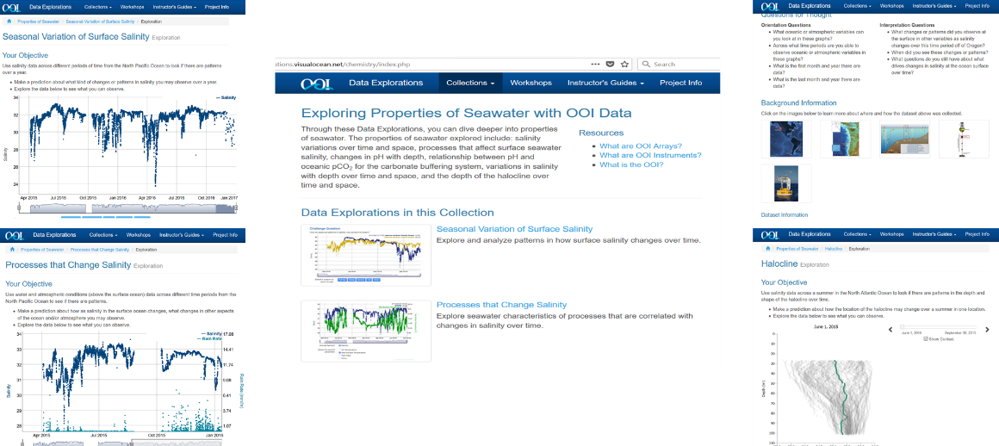 OOI Data Explorations Collections Workshops Instructor's Guides Project Info
Properties of Seawater / Seasonal Variation of Surface Salinity / Exploration
Seasonal Variation of Surface Salinity Exploration
Your Objective
Use salinity data across different periods of time from the North Pacific Ocean to look if there are patterns
over a year.
Make a prediction about what kind of changes or patterns in salinity you may observe over a year.
Explore the data below to see what you can observe.
Salinity
34
32
30
28
26
24
Salinity
Apr 2015 Jul 2015 Oct 2015 Jan 2016 Apr 2016 Jul 2016 Oct 2016 Jan 2017
OOI Data Explorations Collections Workshops Instructor's Guides Project Info
Properties of Seawater / Processes that Change Salinity / Exploration
Processes that Change Salinity Exploration
Your Objective
Use water and atmospheric conditions (above the surface ocean) data across different time periods from the
North Pacific Ocean to see if there are patterns.
Make a prediction about how as salinity in the surface ocean changes, what changes in other aspects
of the ocean and/or atmosphere you may observe.
Explore the data below to see what you can observe.
Salinity
Rain Rate
34
33
32
31
30
29
28
Salinity
17.08
14.41
11.74
9.08
6.41
3.74
1.07
Rain Rate (mm/hr)
Apr 2015 Jul 2015 Oct 2015 Jan 2016
tions.visualocean.net/chemistry/index.php
Search
OOI Data Explorations Collections Workshops Instructor's Guides Project Info
Exploring Properties of Seawater with OOI Data
Through these Data Explorations, you can dive deeper into properties
of seawater. The properties of seawater explored include: salinity
variations over time and space, processes that affect surface seawater
salinity, changes in pH with depth, relationship between pH and
oceanic pCO2 for the carbonate buffering system, variations in salinity
with depth over time and space, and the depth of the halocline over
time and space.
Resources
What are OOI Arrays?
What are OOI Instruments?
What is the OOI?
Data Explorations in this Collection
Challenge Question
Seasonal Variation of Surface Salinity
Explore and analyze patterns in how surface salinity changes over time.
Processes that Change Salinity
Explore seawater characteristics of processes that are correlated with
changes in salinity over time.
OOI Data Explorations Collections Workshops Instructor's Guides Project Info
Questions for Thought
Orientation Questions
What oceanic or atmospheric variables can
you look at in these graphs?
Across what time periods are you able to
observe oceanic or atmospheric variables in
these graphs?
What is the first month and year there are
data?
What is the last month and year there are
data?
Interpretation Questions
What changes or patterns did you observe at
the surface in other variables as salinity
changes over this time period off of Oregon?
When did you see these changes or patterns?
What questions do you still have about what
drives changes in salinity at the ocean surface
over time?
Background Information
Click on the images below to learn more about where and how the dataset above was collected.
Dataset Information
OOI Data Explorations Collections Workshops Instructor's Guides Project Info
Properties of Seawater / Halocline / Exploration
Halocline Exploration
Your Objective
Use salinity data across a summer in the North Atlantic Ocean to look if there are patterns in the depth and
shape of the halocline over time.
Make a prediction about how the location of the halocline may change over a summer in one location.
Explore the data below to see what you can observe.
June 1, 2015
June 1, 2015 September 30, 2015
Show Context
0
10
20
30
40
50
60
70
80
90
100
110
Depth (m)